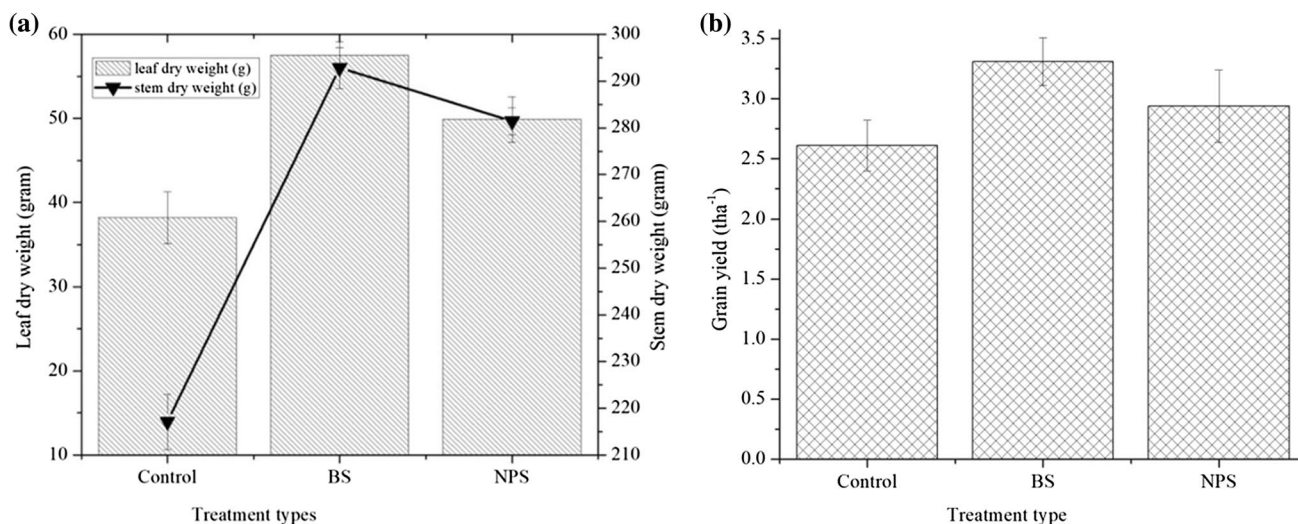 (a)
60
50
40
30
20
10
Leaf dry weight (gram)
leaf dry weight (g)
stem dry weight (g)
300
290
280
270
260
250
240
230
220
210
Stem dry weight (gram)
Control BS NPS
Treatment types
(b)
3.5
3.0
2.5
2.0
1.5
1.0
0.5
0.0
Grain yield (tha-1)
Control BS NPS
Treatment type